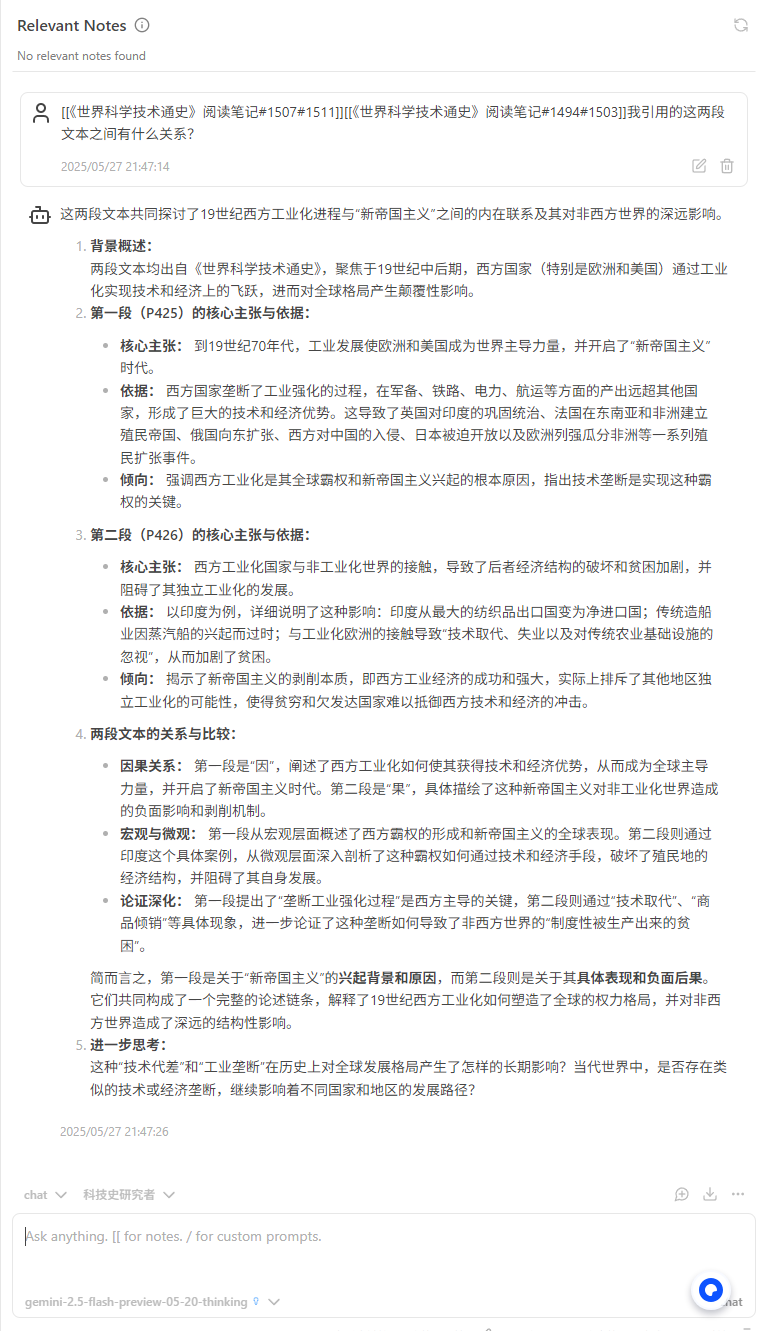 Relevant Notes
No relevant notes found
[[《世界科学技术通史》阅读笔记#1507#1511]][[《世界科学技术通史》阅读笔记#1494#1503]]我引用的这两段
文本之间有什么关系？
2025/05/27 21:47:14
这两段文本共同探讨了19世纪西方工业化进程与“新帝国主义”之间的内在联系及其对非西方世界的深远影响。
1. 背景概述：
两段文本均出自《世界科学技术通史》，聚焦于19世纪中后期，西方国家（特别是欧洲和美国）通过工业
化实现技术和经济上的飞跃，进而对全球格局产生颠覆性影响。
2. 第一段（P425）的核心主张与依据：
• 核心主张： 到19世纪70年代，工业发展使欧洲和美国成为世界主导力量，并开启了“新帝国主义”
时代。
• 依据： 西方国家垄断了工业强化的过程，在军备、铁路、电力、航运等方面的产出远超其他国
家，形成了巨大的技术和经济优势。这导致了英国对印度的巩固统治、法国在东南亚和非洲建立
殖民帝国、俄国向东扩张、西方对中国的入侵、日本被迫开放以及欧洲列强瓜分非洲等一系列殖
民扩张事件。
• 倾向： 强调西方工业化是其全球霸权和新帝国主义兴起的根本原因，指出技术垄断是实现这种霸
权的关键。
3. 第二段（P426）的核心主张与依据：
• 核心主张： 西方工业化国家与非工业化世界的接触，导致了后者经济结构的破坏和贫困加剧，并
阻碍了其独立工业化的发展。
• 依据： 以印度为例，详细说明了这种影响：印度从最大的纺织品出口国变为净进口国；传统造船
业因蒸汽船的兴起而过时；与工业化欧洲的接触导致“技术取代、失业以及对传统农业基础设施的
忽视”，从而加剧了贫困。
• 倾向： 揭示了新帝国主义的剥削本质，即西方工业经济的成功和强大，实际上排斥了其他地区独
立工业化的可能性，使得贫穷和欠发达国家难以抵御西方技术和经济的冲击。
4. 两段文本的关系与比较：
• 因果关系： 第一段是“因”，阐述了西方工业化如何使其获得技术和经济优势，从而成为全球主导
力量，并开启了新帝国主义时代。第二段是“果”，具体描绘了这种新帝国主义对非工业化世界造成
的负面影响和剥削机制。
• 宏观与微观： 第一段从宏观层面概述了西方霸权的形成和新帝国主义的全球表现。第二段则通过
印度这个具体案例，从微观层面深入剖析了这种霸权如何通过技术和经济手段，破坏了殖民地的
经济结构，并阻碍了其自身发展。
• 论证深化： 第一段提出了“垄断工业强化过程”是西方主导的关键，第二段则通过“技术取代”、“商
品倾销”等具体现象，进一步论证了这种垄断如何导致了非西方世界的“制度性被生产出来的贫
困”。
简而言之，第一段是关于“新帝国主义”的兴起背景和原因，而第二段则是关于其具体表现和负面后果。
它们共同构成了一个完整的论述链条，解释了19世纪西方工业化如何塑造了全球的权力格局，并对非西
方世界造成了深远的结构性影响。
5. 进一步思考：
这种“技术代差”和“工业垄断”在历史上对全球发展格局产生了怎样的长期影响？当代世界中，是否存在类
似的技术或经济垄断，继续影响着不同国家和地区的发展路径？
2025/05/27 21:47:26
chat 科技史研究者
Ask anything. [[ for notes. / for custom prompts.
gemini-2.5-flash-preview-05-20-thinking